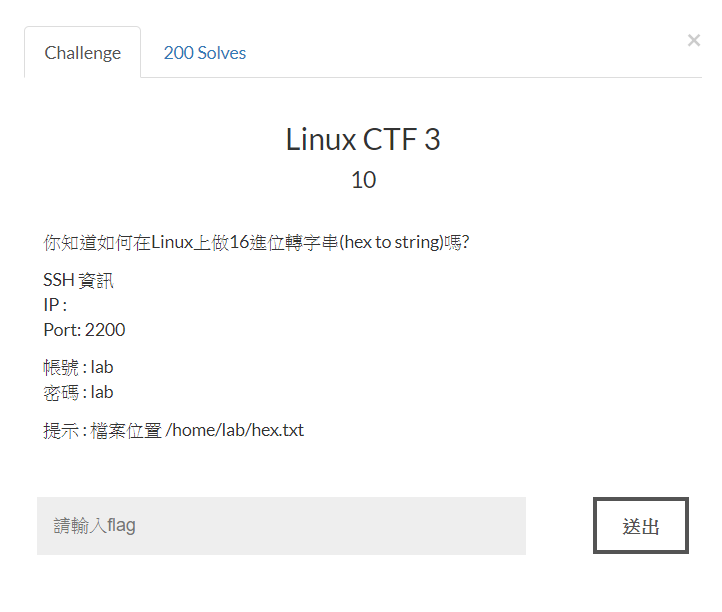 Challenge
200 Solves
×
Linux CTF 3
10
你知道如何在Linux上做16進位轉字串(hex to string)嗎?
SSH 資訊
IP :
Port: 2200
帳號 : lab
密碼 : lab
提示 : 檔案位置 /home/lab/hex.txt
請輸入flag
送出